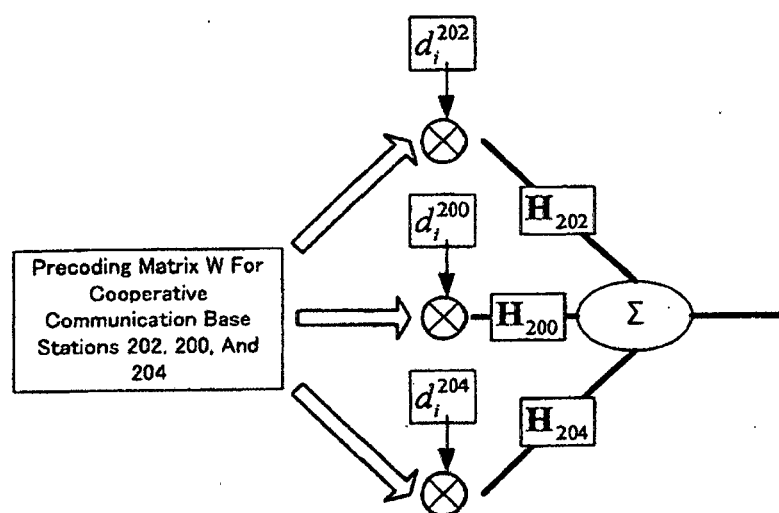 d_i^202
H_202
d_i^200
Precoding Matrix W For
Cooperative
Communication Base
Stations 202, 200, And
204
H_200
Σ
d_i^204
H_204